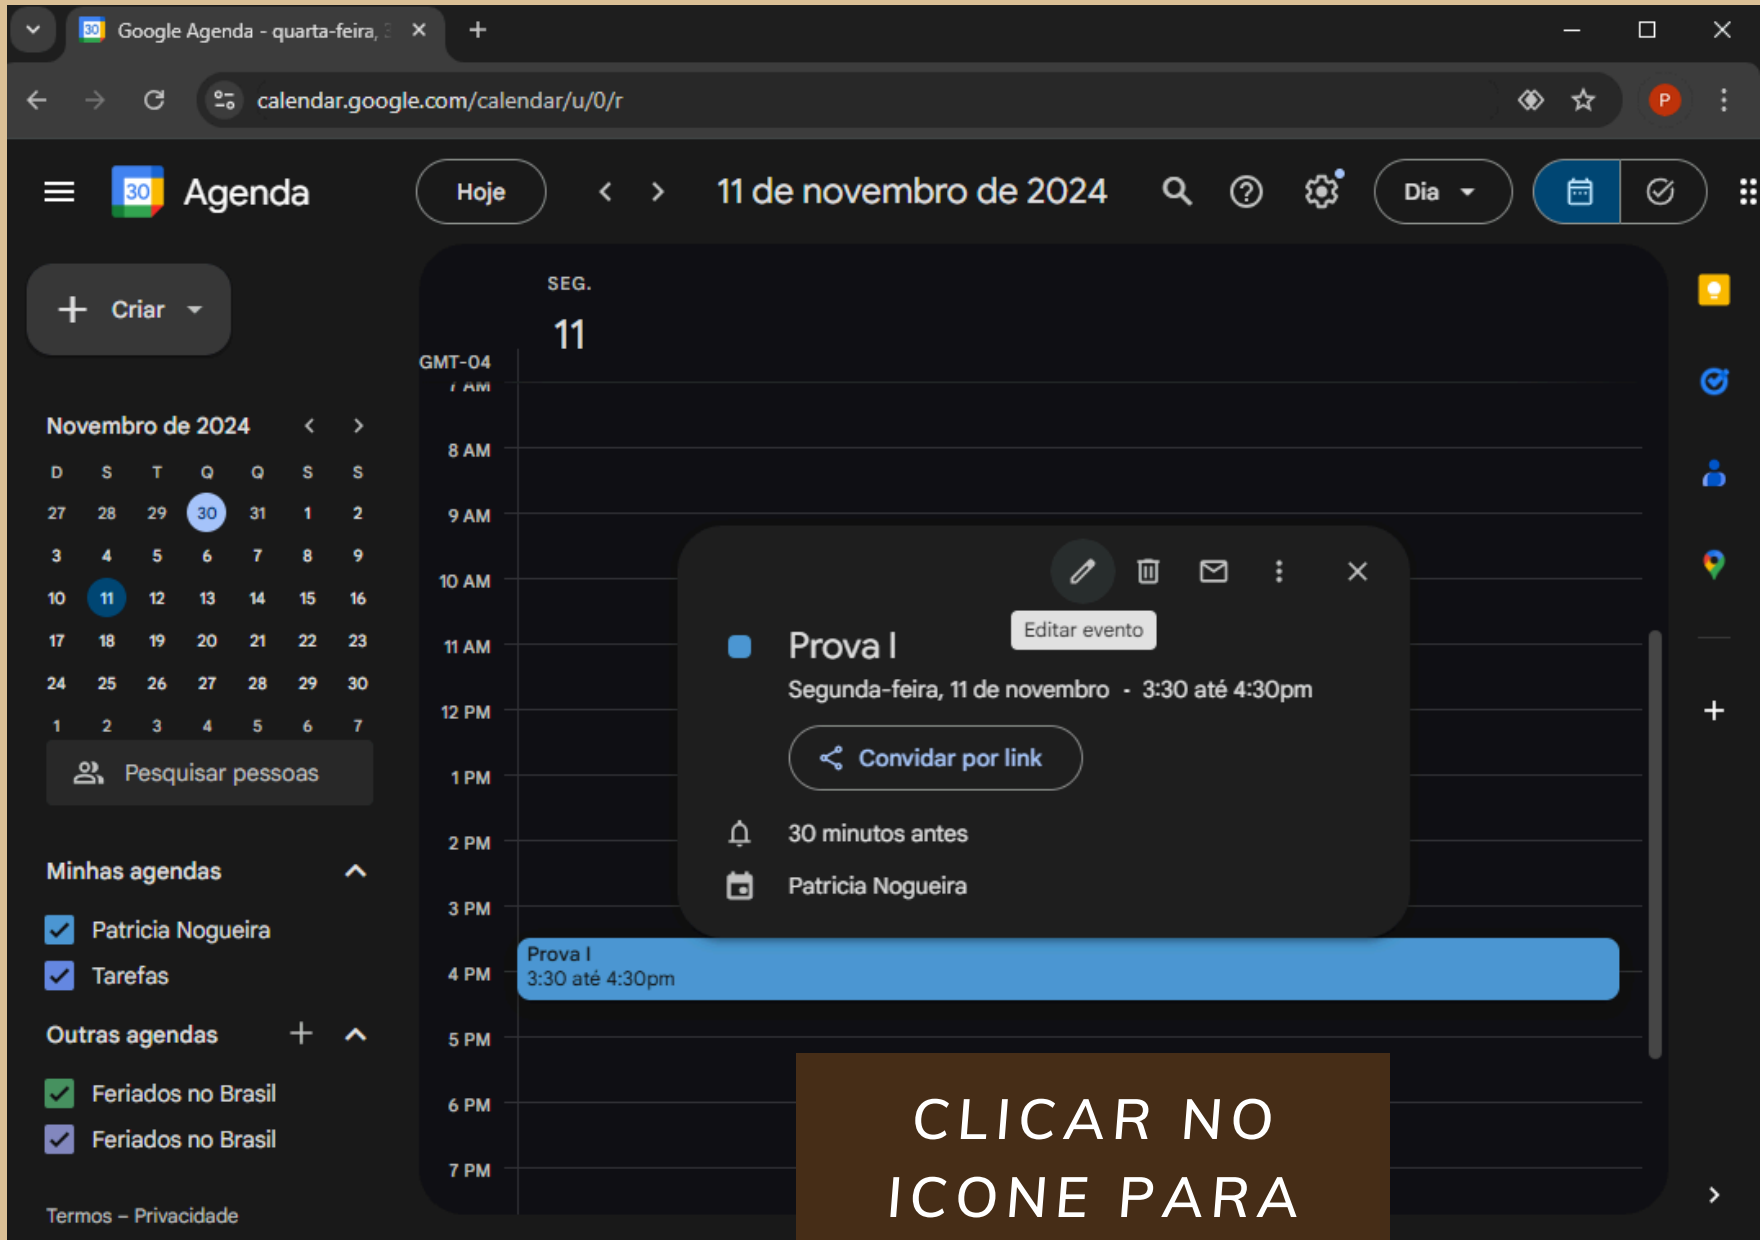 Google Agenda - quarta-feira, 3
calendar.google.com/calendar/u/0/r
P
30 Agenda
Hoje
11 de novembro de 2024
Dia
Criar
SEG.
11
GMT-04
Novembro de 2024
D S T Q Q S S
27 28 29 30 31 1 2
3 4 5 6 7 8 9
10 11 12 13 14 15 16
17 18 19 20 21 22 23
24 25 26 27 28 29 30
1 2 3 4 5 6 7
Pesquisar pessoas
Minhas agendas
Patricia Nogueira
Tarefas
Outras agendas
Feriados no Brasil
Feriados no Brasil
Termos – Privacidade
7 AM
8 AM
9 AM
10 AM
11 AM
12 PM
1 PM
2 PM
3 PM
4 PM
5 PM
6 PM
7 PM
Editar evento
Prova I
Segunda-feira, 11 de novembro · 3:30 até 4:30pm
Convidar por link
30 minutos antes
Patricia Nogueira
Prova I
3:30 até 4:30pm
CLICAR NO
ICONE PARA